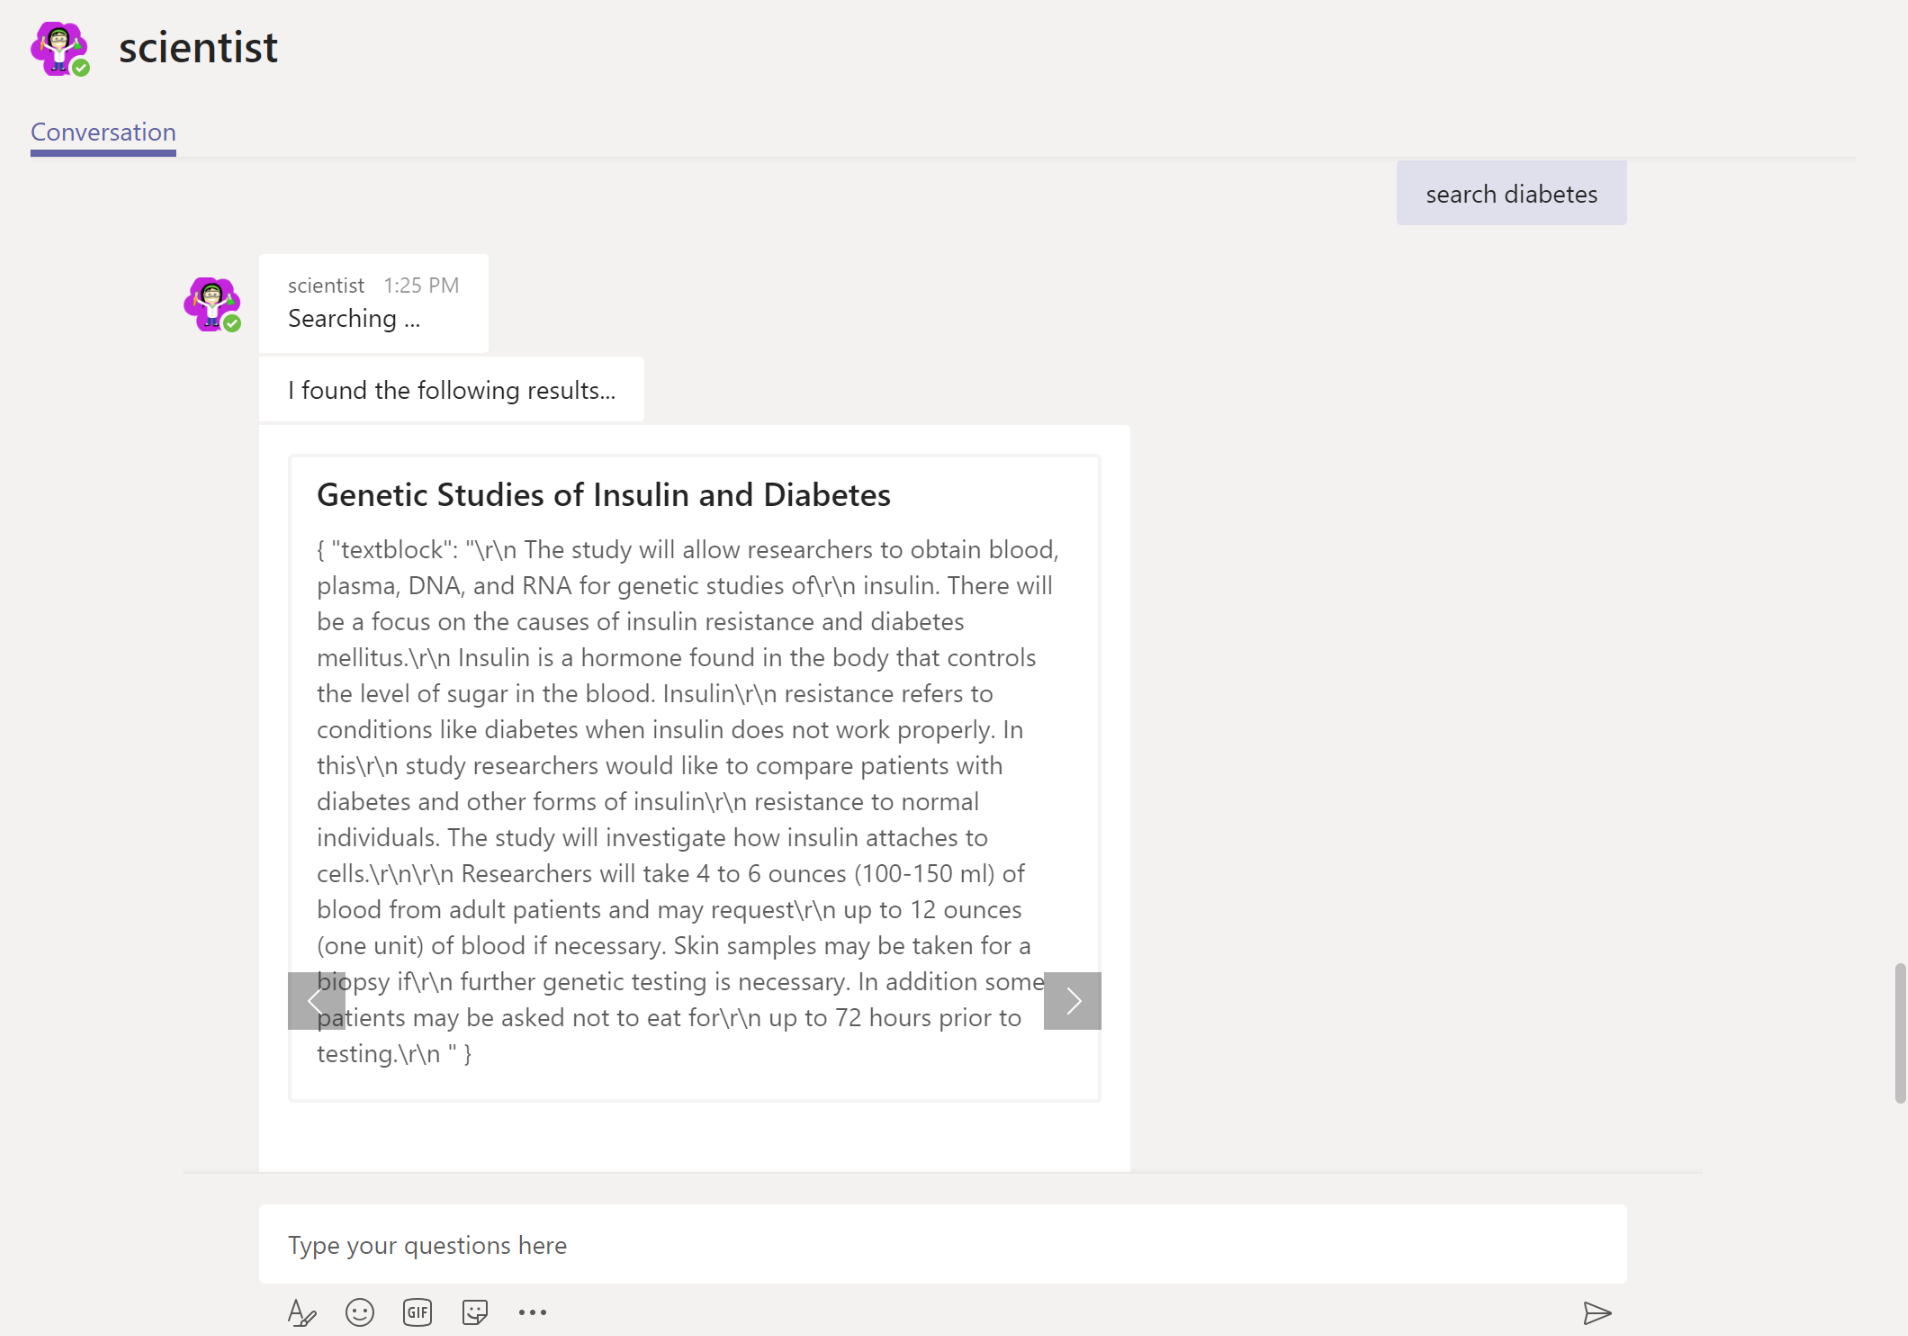 scientist
Conversation
search diabetes
scientist 1:25 PM
Searching ...
I found the following results...
Genetic Studies of Insulin and Diabetes
{ "textblock": "\r\n The study will allow researchers to obtain blood,
plasma, DNA, and RNA for genetic studies of\r\n insulin. There will
be a focus on the causes of insulin resistance and diabetes
mellitus.\r\n Insulin is a hormone found in the body that controls
the level of sugar in the blood. Insulin\r\n resistance refers to
conditions like diabetes when insulin does not work properly. In
this\r\n study researchers would like to compare patients with
diabetes and other forms of insulin\r\n resistance to normal
individuals. The study will investigate how insulin attaches to
cells.\r\n\r\n Researchers will take 4 to 6 ounces (100-150 ml) of
blood from adult patients and may request\r\n up to 12 ounces
(one unit) of blood if necessary. Skin samples may be taken for a
biopsy if\r\n further genetic testing is necessary. In addition some
patients may be asked not to eat for\r\n up to 72 hours prior to
testing.\r\n " }
Type your questions here
GIF